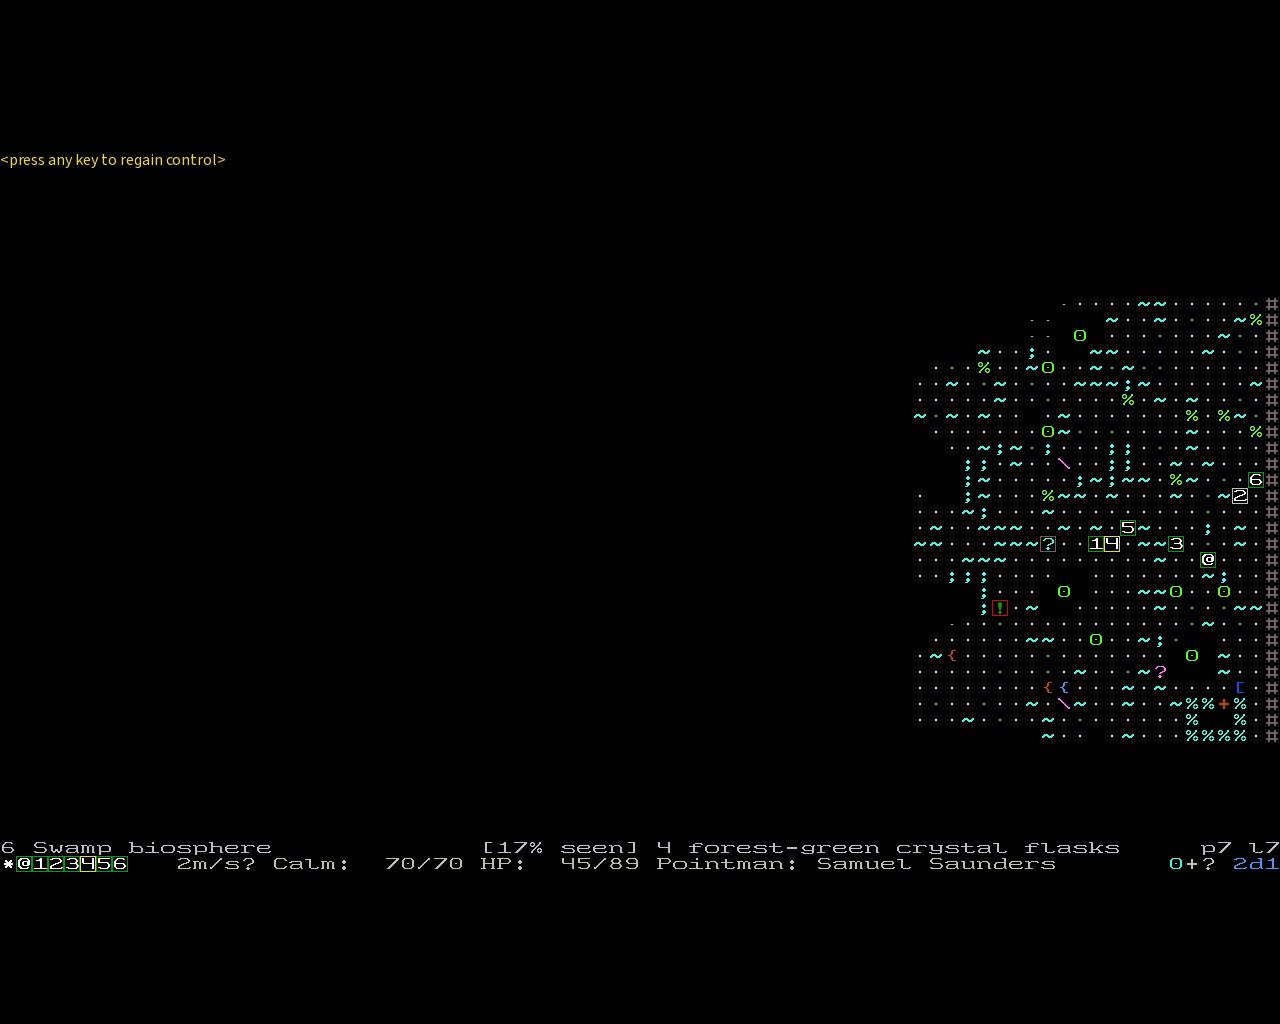 <press any key to regain control>
6 Swamp biosphere [17% seen] 4 forest-green crystal flasks p7 l7
*@123456 2m/s? Calm: 70/70 HP: 45/89 Pointman: Samuel Saunders 0+? 2d1